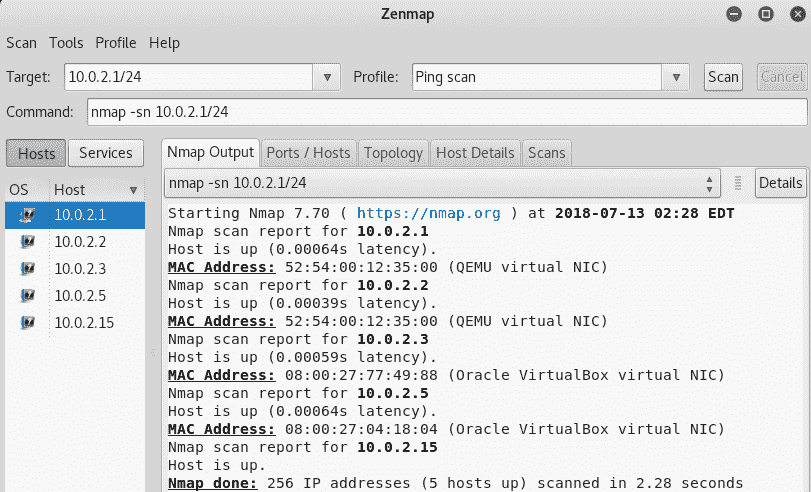 Zenmap
Scan Tools Profile Help
Target: 10.0.2.1/24 Profile: Ping scan Scan Cancel
Command: nmap -sn 10.0.2.1/24
Hosts Services
Nmap Output Ports / Hosts Topology Host Details Scans
OS Host
nmap -sn 10.0.2.1/24 Details
10.0.2.1
10.0.2.2
10.0.2.3
10.0.2.5
10.0.2.15
Starting Nmap 7.70 ( https://nmap.org ) at 2018-07-13 02:28 EDT
Nmap scan report for 10.0.2.1
Host is up (0.00064s latency).
MAC Address: 52:54:00:12:35:00 (QEMU virtual NIC)
Nmap scan report for 10.0.2.2
Host is up (0.00039s latency).
MAC Address: 52:54:00:12:35:00 (QEMU virtual NIC)
Nmap scan report for 10.0.2.3
Host is up (0.00059s latency).
MAC Address: 08:00:27:77:49:88 (Oracle VirtualBox virtual NIC)
Nmap scan report for 10.0.2.5
Host is up (0.00064s latency).
MAC Address: 08:00:27:04:18:04 (Oracle VirtualBox virtual NIC)
Nmap scan report for 10.0.2.15
Host is up.
Nmap done: 256 IP addresses (5 hosts up) scanned in 2.28 seconds